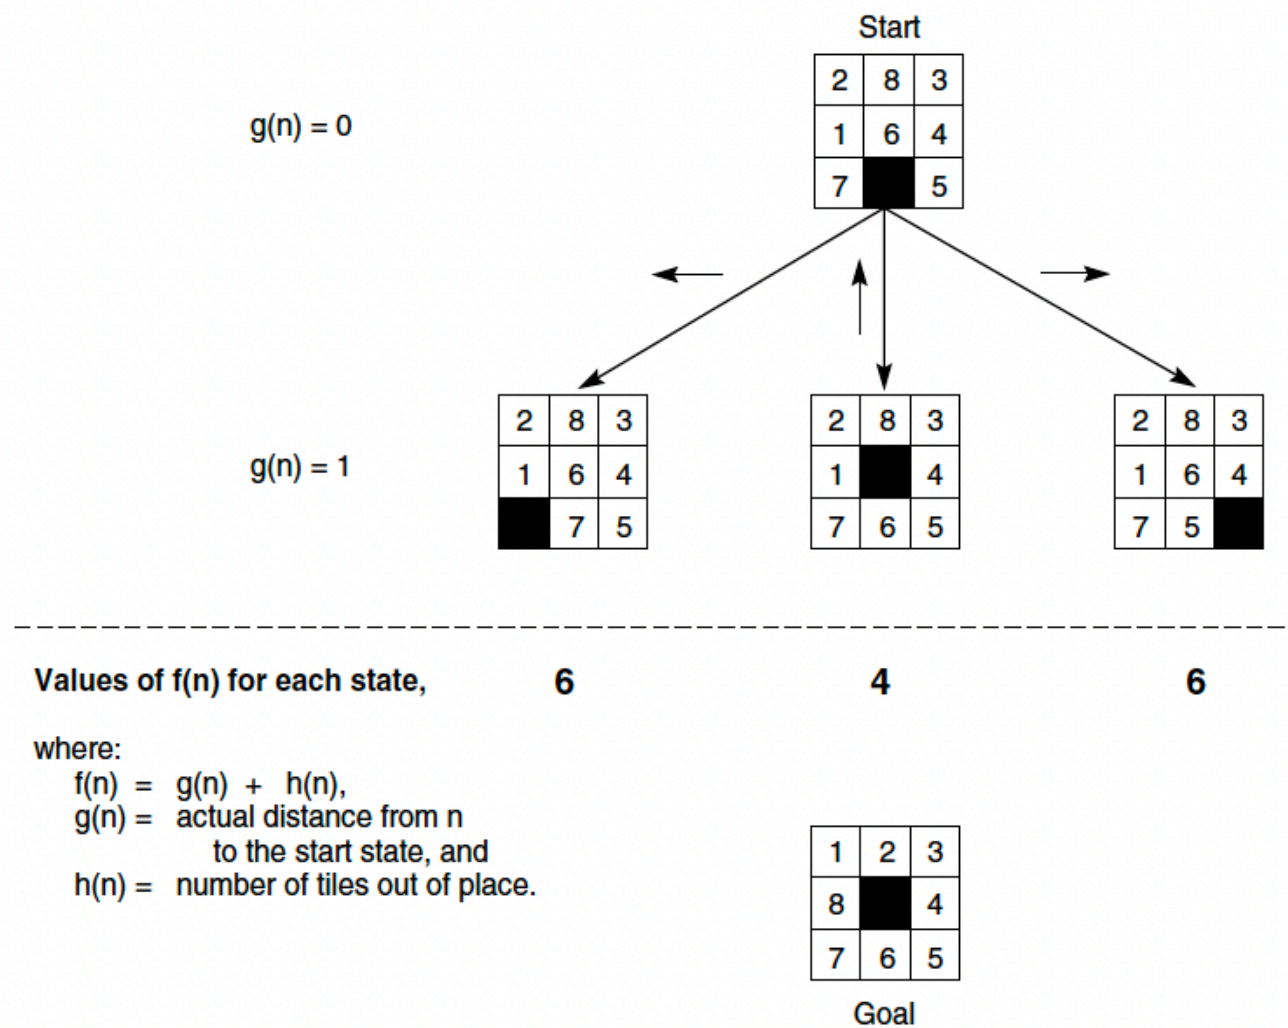 Start
2 8 3
g(n) = 0
1 6 4
7 5
2 8 3 2 8 3 2 8 3
g(n) = 1
1 6 4 1 4 1 6 4
7 5 7 6 5 7 5
Values of f(n) for each state, 6 4 6
where:
f(n) = g(n) + h(n),
g(n) = actual distance from n
to the start state, and
h(n) = number of tiles out of place.
1 2 3
8 4
7 6 5
Goal